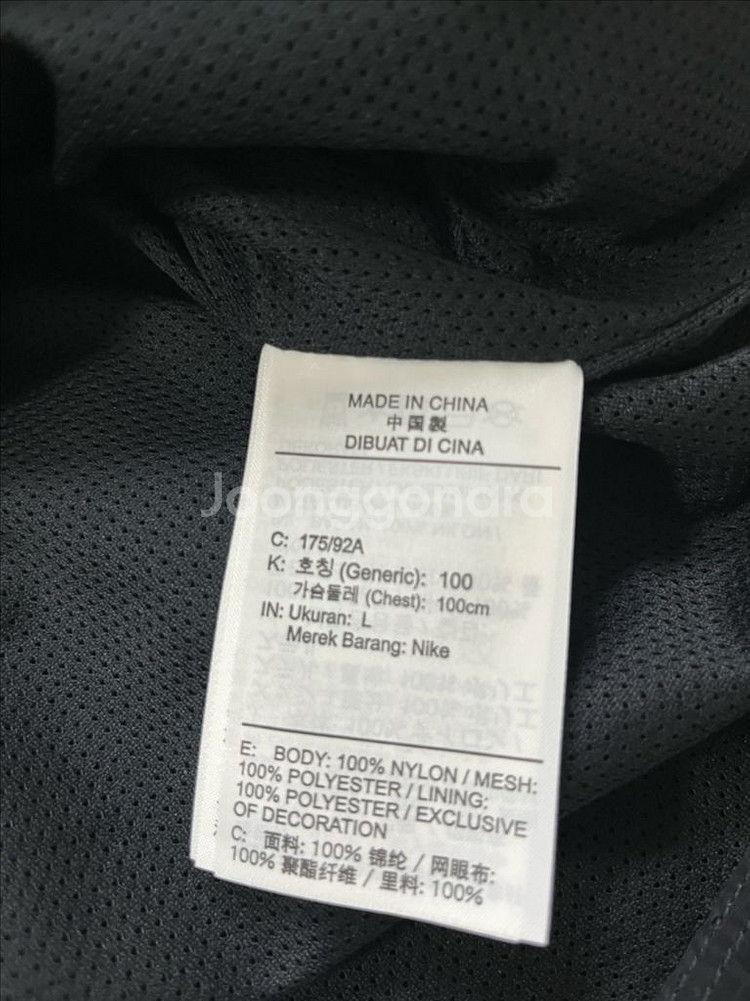 MADE IN CHINA
中国製
DIBUAT DI CINA
Joonggonara
C: 175/92A
K: 호칭 (Generic): 100
가슴둘레 (Chest): 100cm
IN: Ukuran: L
Merek Barang: Nike
E: BODY: 100% NYLON / MESH:
100% POLYESTER / LINING:
100% POLYESTER / EXCLUSIVE
OF DECORATION
C: 面料: 100% 锦纶 / 网眼布:
100% 聚酯纤维 / 里料: 100%